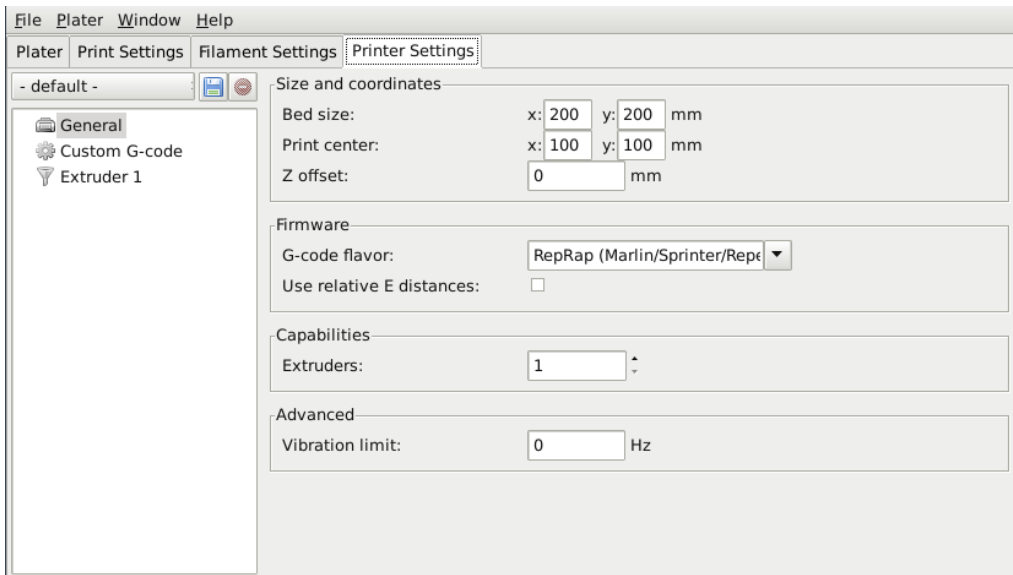 File Plater Window Help
Plater Print Settings Filament Settings Printer Settings
- default -
General
Custom G-code
Extruder 1
Size and coordinates
Bed size: x: 200 y: 200 mm
Print center: x: 100 y: 100 mm
Z offset: 0 mm
Firmware
G-code flavor: RepRap (Marlin/Sprinter/Repe
Use relative E distances:
Capabilities
Extruders: 1
Advanced
Vibration limit: 0 Hz